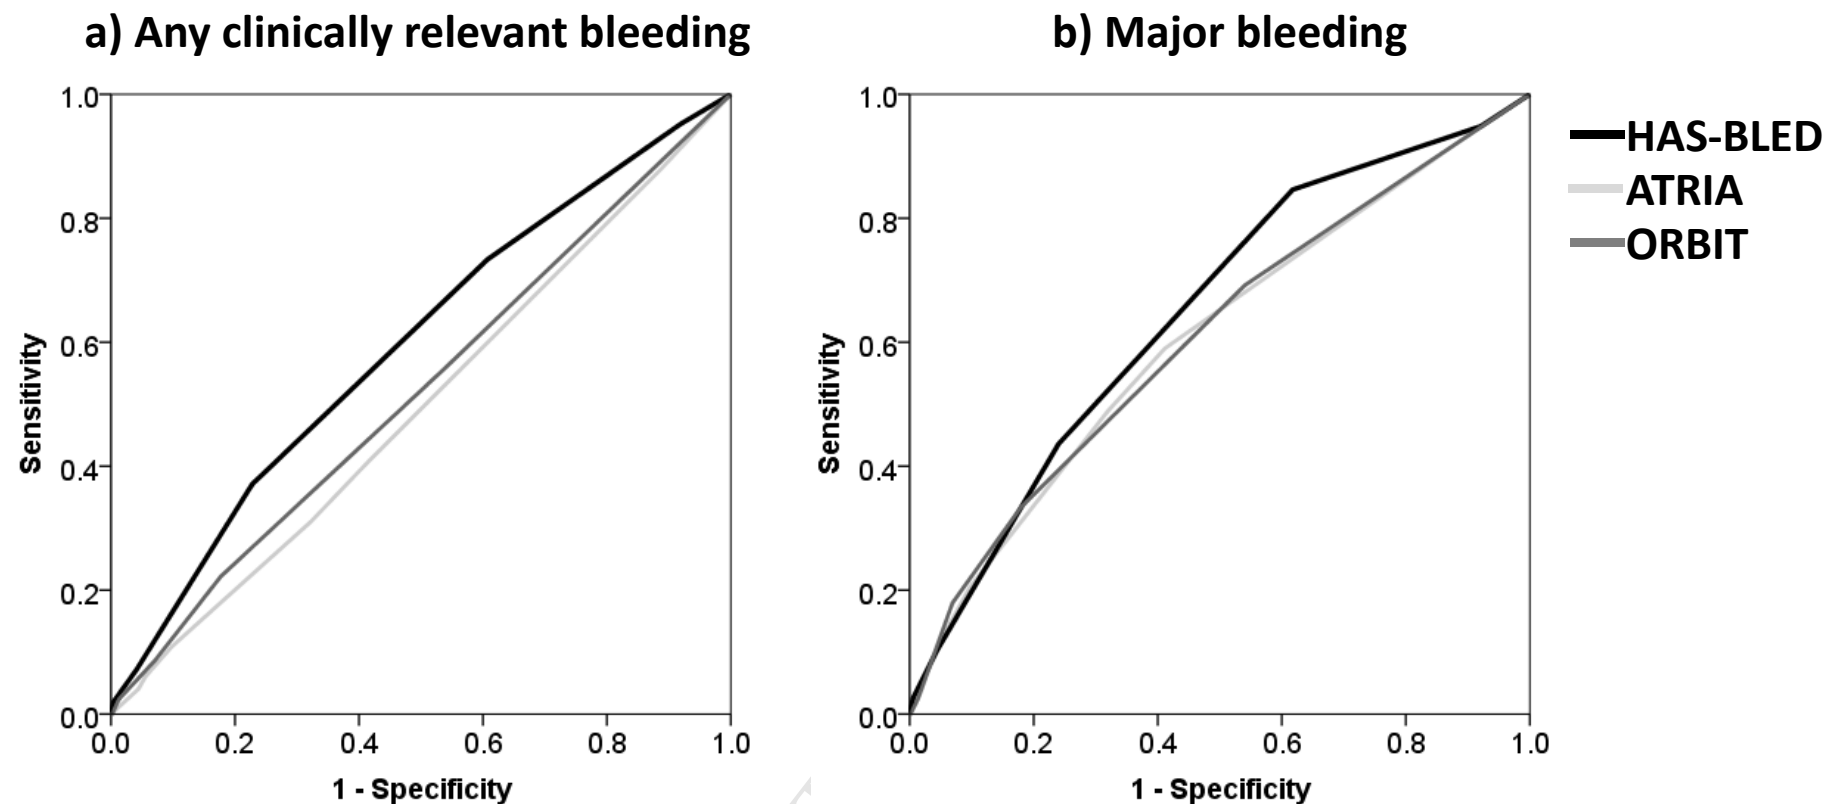 a) Any clinically relevant bleeding
b) Major bleeding
1.0
0.8
0.6
0.4
0.2
0.0
Sensitivity
0.0 0.2 0.4 0.6 0.8 1.0
1 - Specificity
1.0
0.8
0.6
0.4
0.2
0.0
Sensitivity
0.0 0.2 0.4 0.6 0.8 1.0
1 - Specificity
HAS-BLED
ATRIA
ORBIT